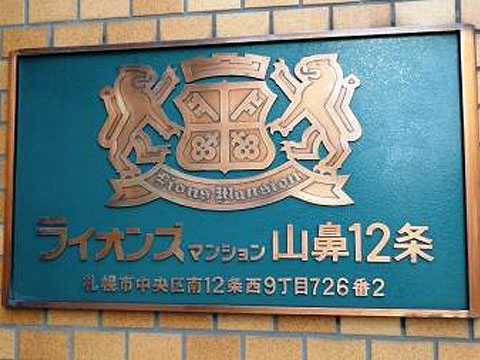 Lions Mansion
ライオンズマンション 山鼻12条
札幌市中央区南12条西9丁目726番2